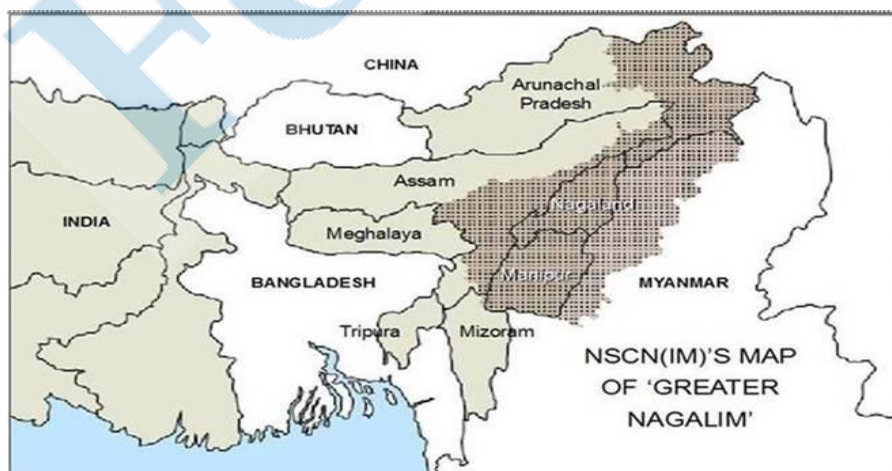 CHINA
Arunachal
Pradesh
BHUTAN
Assam
Nagaland
INDIA
Meghalaya
Manipur
BANGLADESH
MYANMAR
Tripura
Mizoram
NSCN(IM)'S MAP
OF 'GREATER
NAGALIM'